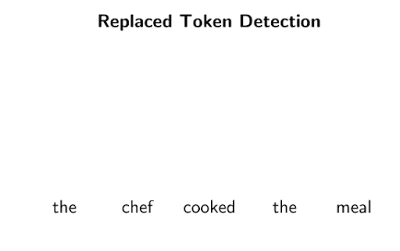 Replaced Token Detection
the chef cooked the meal